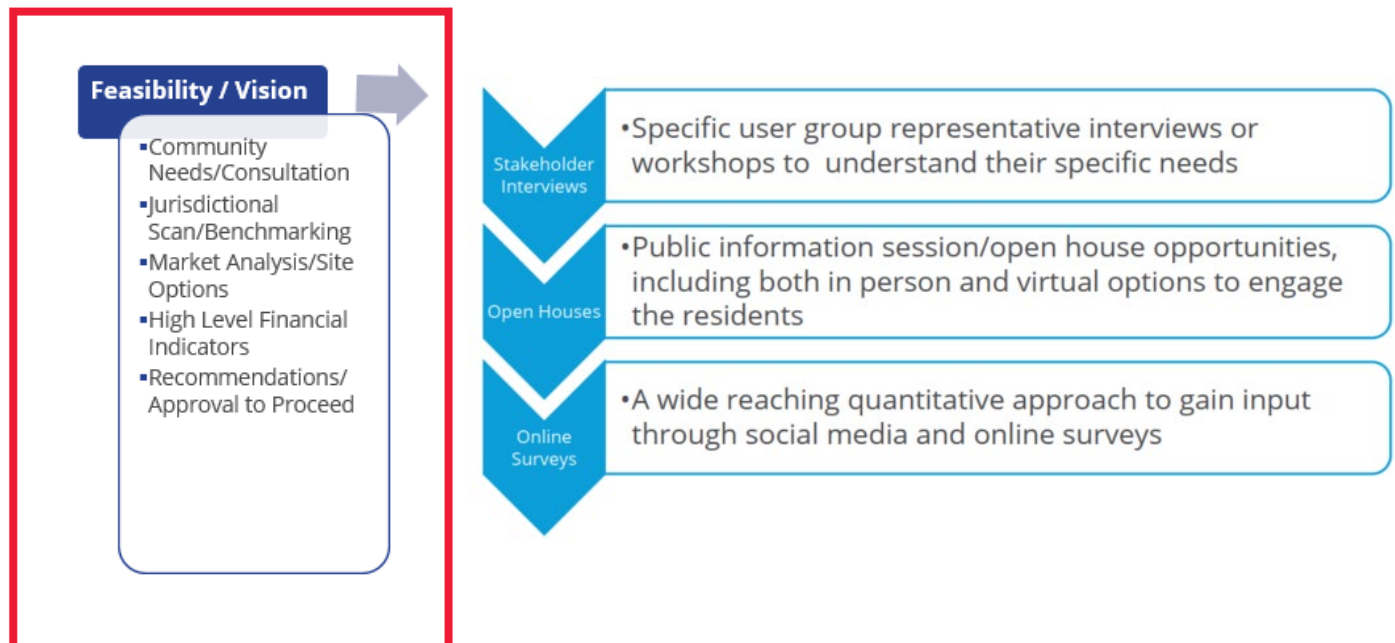 Feasibility / Vision
▪Community
Needs/Consultation
▪Jurisdictional
Scan/Benchmarking
▪Market Analysis/Site
Options
▪High Level Financial
Indicators
▪Recommendations/
Approval to Proceed
Stakeholder
Interviews
•Specific user group representative interviews or
workshops to  understand their specific needs
Open Houses
•Public information session/open house opportunities,
including both in person and virtual options to engage
the residents
Online
Surveys
•A wide reaching quantitative approach to gain input
through social media and online surveys